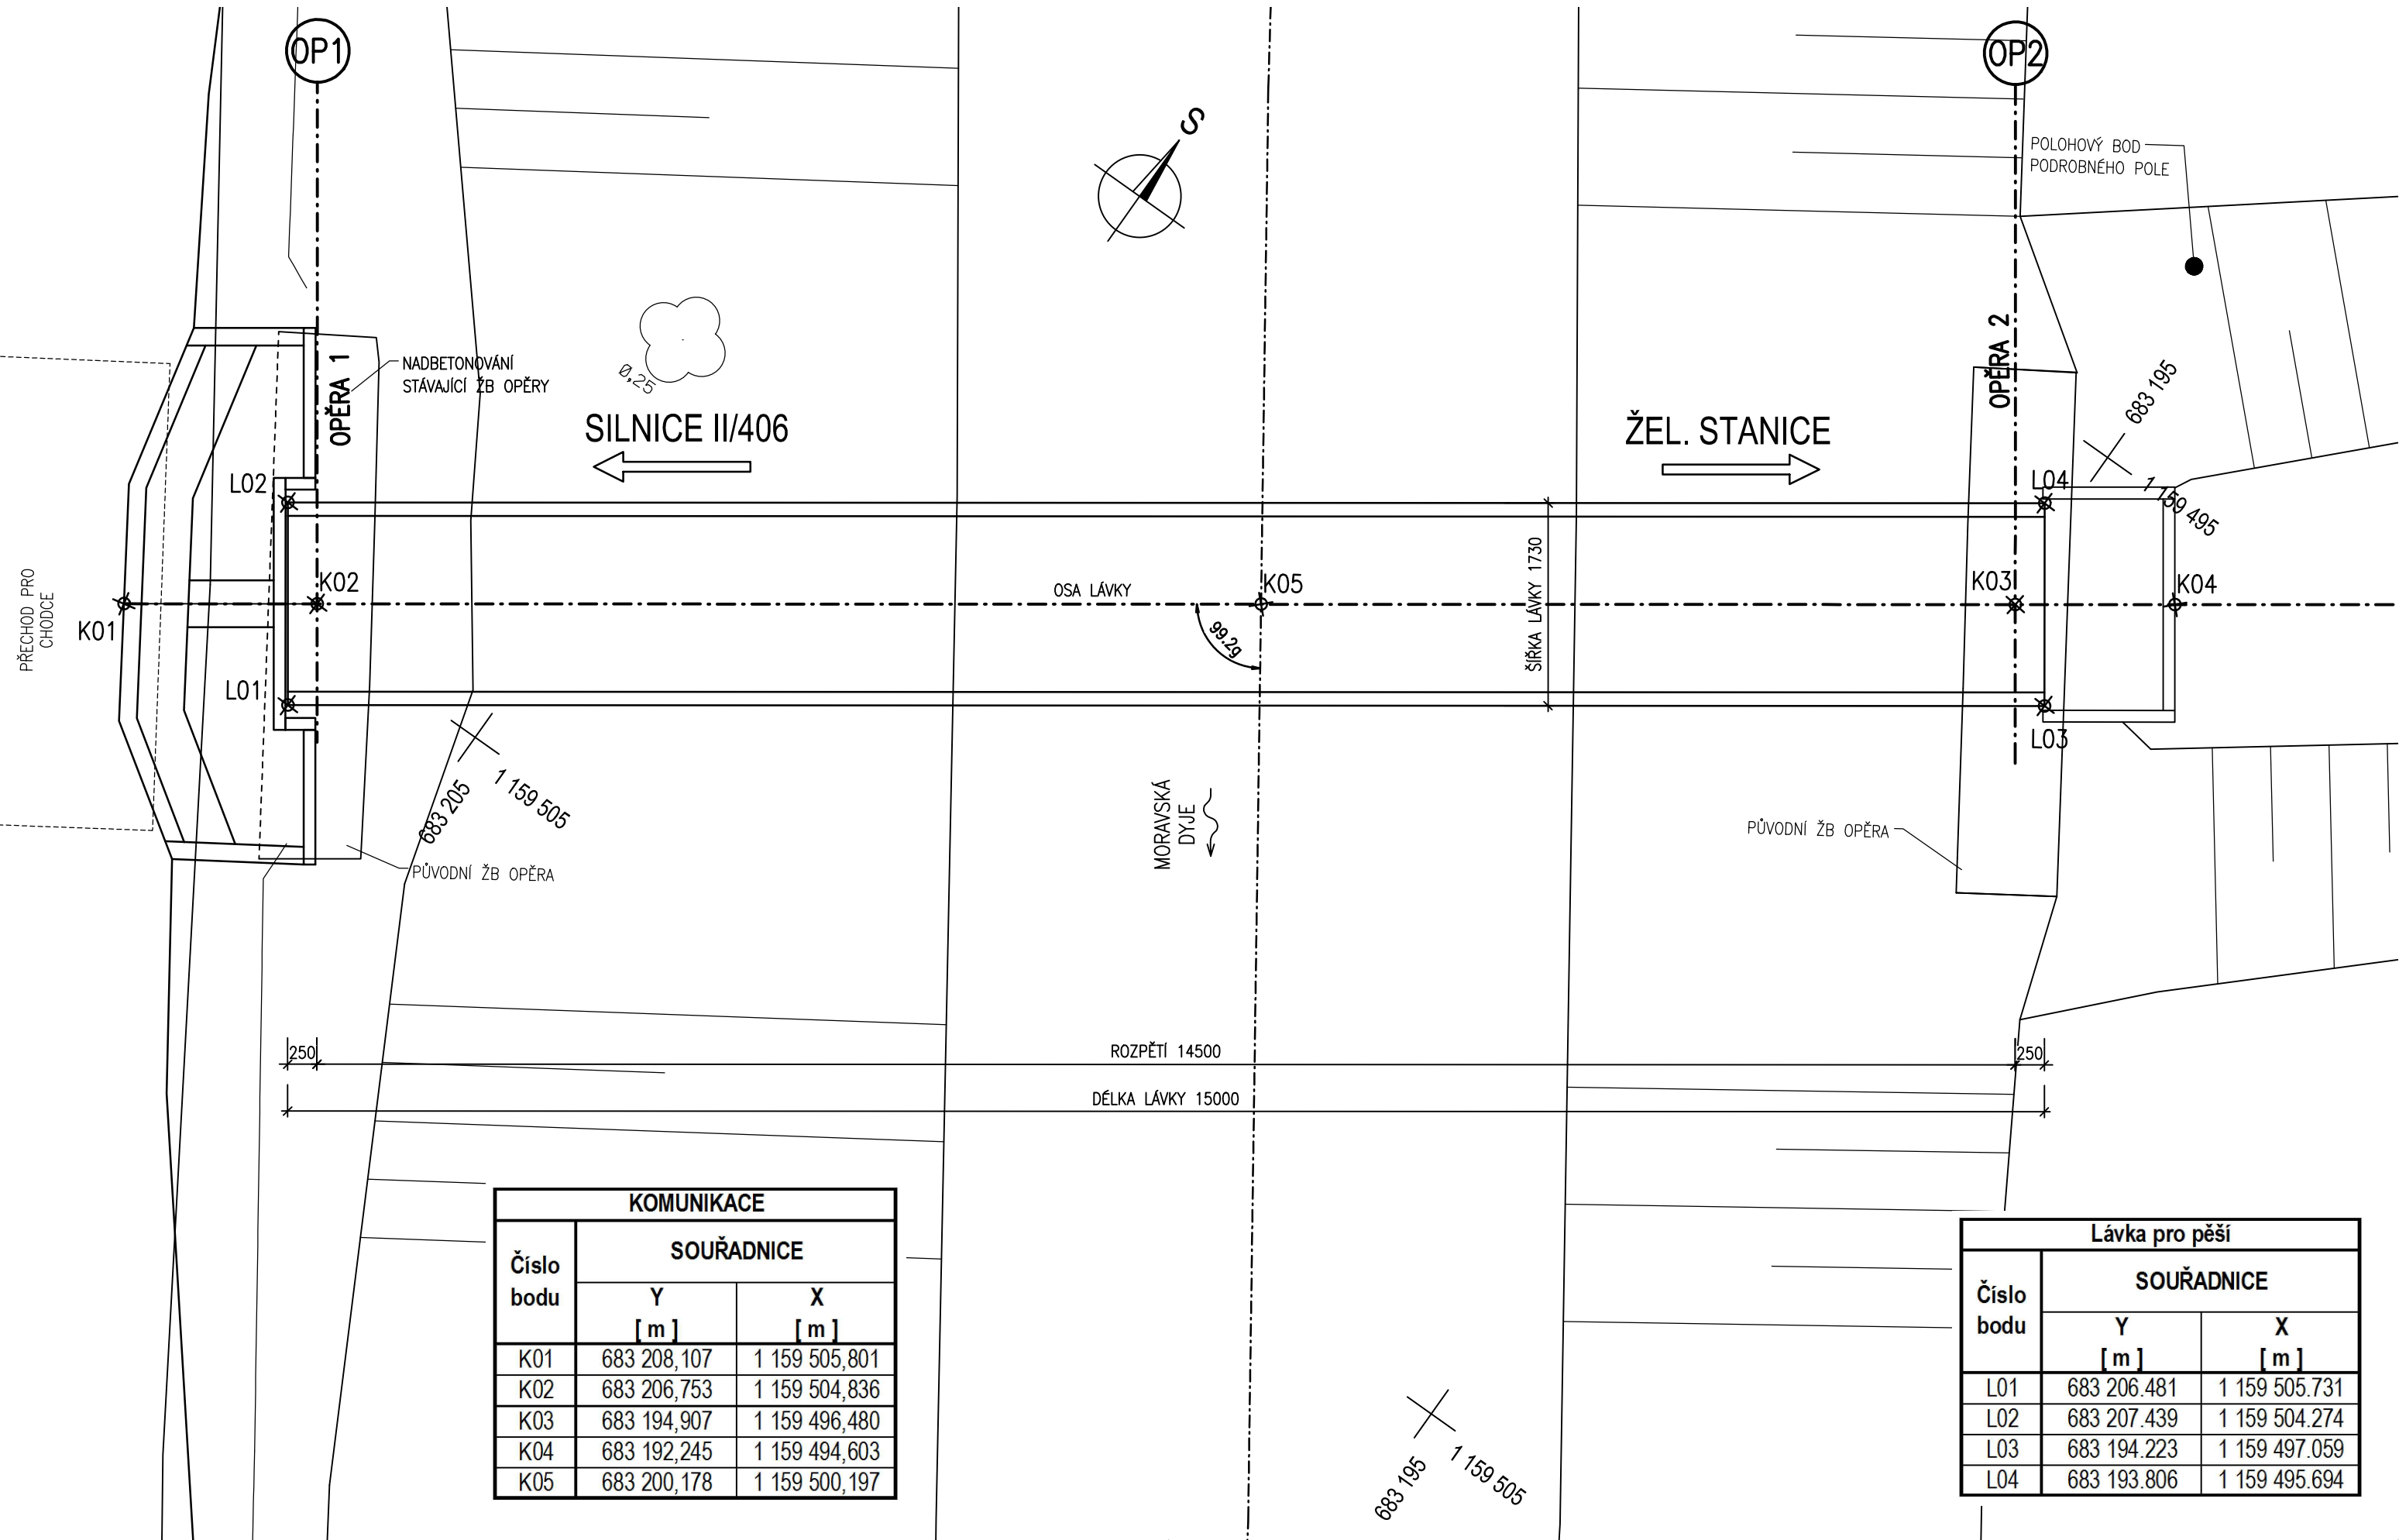 OP1
OP2
S
POLOHOVÝ BOD
PODROBNÉHO POLE
OPĚRA 1
NADBETONOVÁNÍ
STÁVAJÍCÍ ŽB OPĚRY
Ø,25
SILNICE II/406
ŽEL. STANICE
OPĚRA 2
683 195
1 159 495
L02
L04
PŘECHOD PRO
CHODCE
K01
K02
OSA LÁVKY
K05
99.2g
ŠÍŘKA LÁVKY 1730
K03
K04
L01
L03
683 205
1 159 505
MORAVSKÁ
DYJE
PŮVODNÍ ŽB OPĚRA
PŮVODNÍ ŽB OPĚRA
250
ROZPĚTÍ 14500
250
DÉLKA LÁVKY 15000
KOMUNIKACE
Číslo
bodu
SOUŘADNICE
Y
[ m ]
X
[ m ]
K01 683 208,107 1 159 505,801
K02 683 206,753 1 159 504,836
K03 683 194,907 1 159 496,480
K04 683 192,245 1 159 494,603
K05 683 200,178 1 159 500,197
683 195
1 159 505
Lávka pro pěší
Číslo
bodu
SOUŘADNICE
Y
[ m ]
X
[ m ]
L01 683 206.481 1 159 505.731
L02 683 207.439 1 159 504.274
L03 683 194.223 1 159 497.059
L04 683 193.806 1 159 495.694